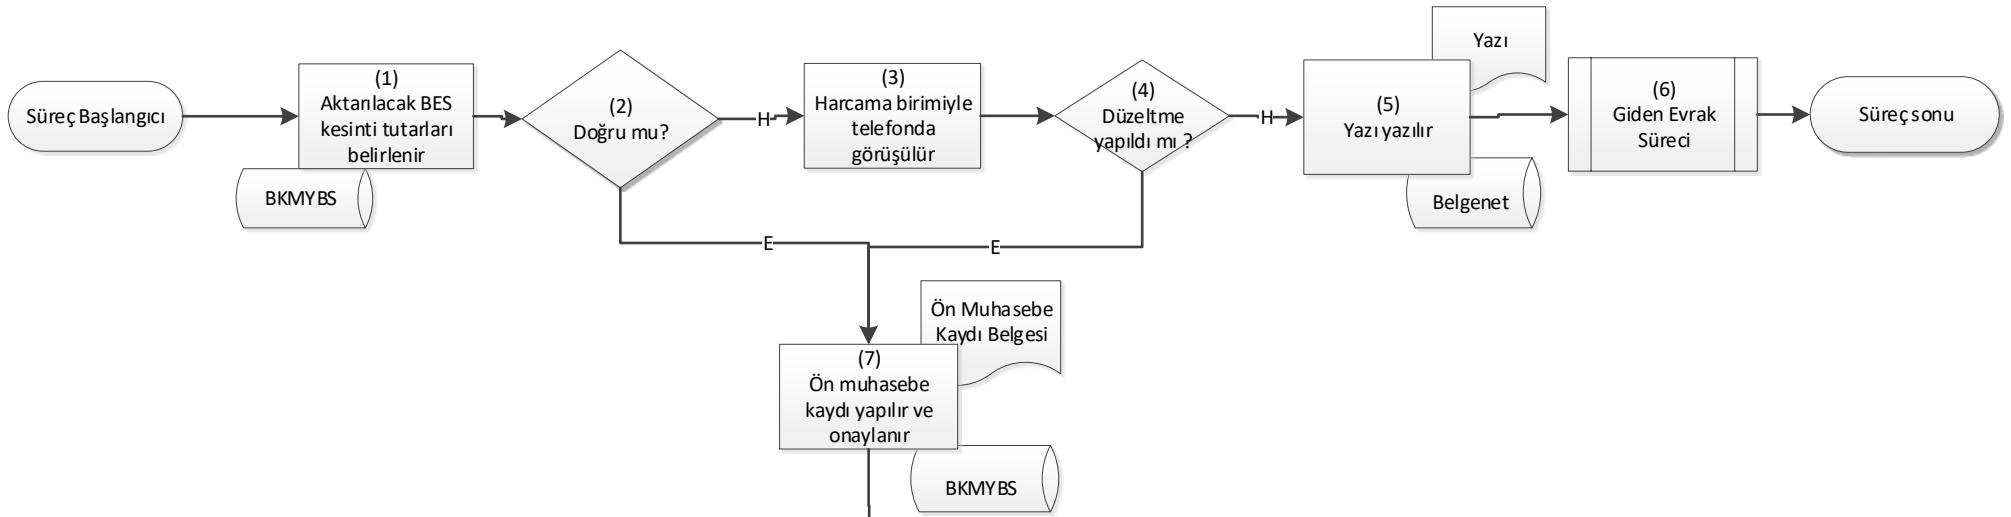 Süreç Başlangıcı
(1)
Aktarılacak BES
kesinti tutarları
belirlenir
BKMYBS
(2)
Doğru mu?
H
(3)
Harcama birimiyle
telefonda
görüşülür
(4)
Düzeltme
yapıldı mı ?
H
Yazı
(5)
Yazı yazılır
Belgenet
(6)
Giden Evrak
Süreci
Süreç sonu
E
E
Ön Muhasebe
Kaydı Belgesi
(7)
Ön muhasebe
kaydı yapılır ve
onaylanır
BKMYBS